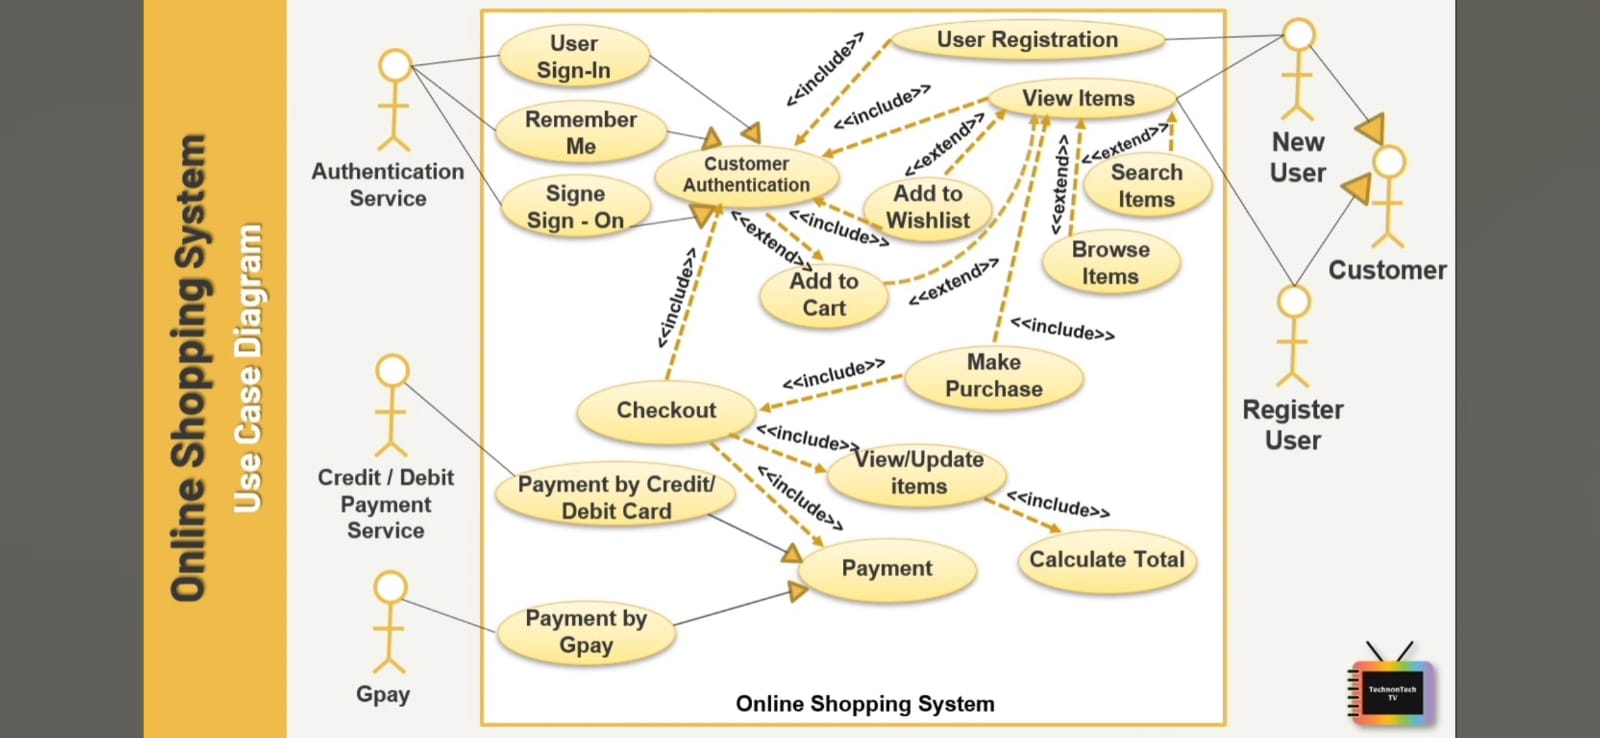 Online Shopping System
Use Case Diagram
Authentication
Service
Credit / Debit
Payment
Service
Gpay
User
Sign-In
Remember
Me
Signe
Sign - On
Customer
Authentication
User Registration
<<include>>
View Items
<<include>>
<<extend>>
Add to
Wishlist
<<include>>
<<extend>>
Search
Items
<<extend>>
Browse
Items
<<extend>>
Add to
Cart
<<extend>>
<<include>>
<<include>>
Make
Purchase
<<include>>
Checkout
<<include>>
View/Update
items
<<include>>
<<include>>
Calculate Total
Payment by Credit/
Debit Card
Payment
Payment by
Gpay
Online Shopping System
New
User
Customer
Register
User
TechnonTech
TV